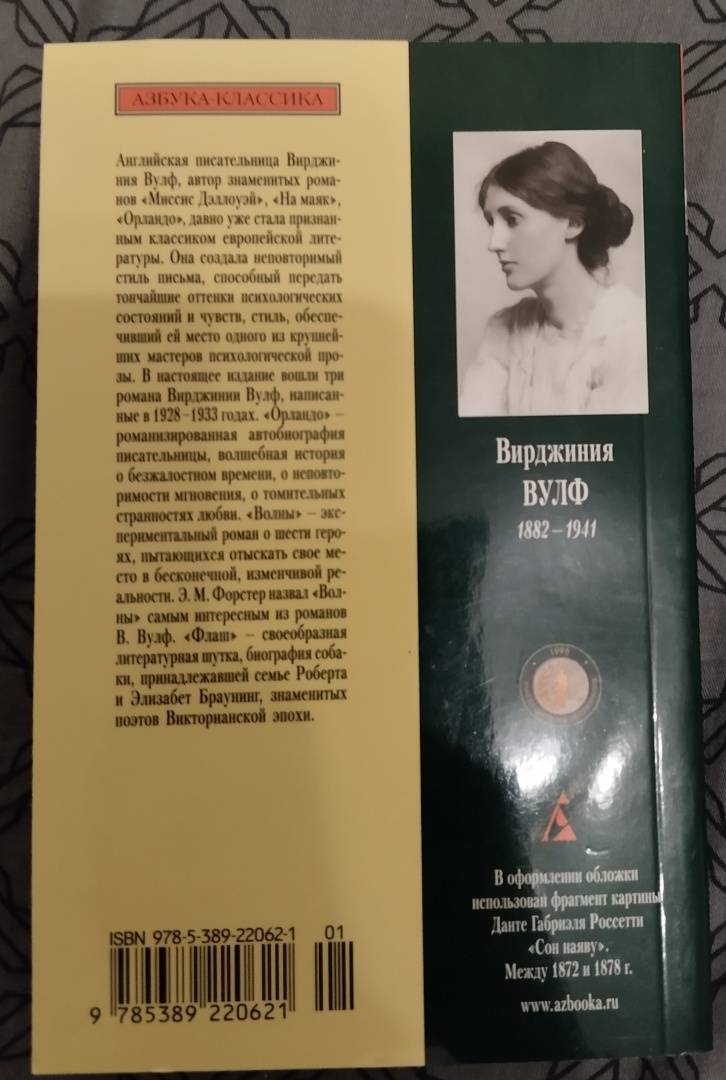 АЗБУКА-КЛАССИКА
Английская писательница Вирджи-
ния Вулф, автор знаменитых рома-
нов «Миссис Дэллоуэй», «На маяк»,
«Орландо», давно уже стала признан-
ным классиком европейской лите-
ратуры. Она создала неповторимый
стиль письма, способный передать
тончайшие оттенки психологических
состояний и чувств, стиль, обеспе-
чивший ей место одного из крупней-
ших мастеров психологической про-
зы. В настоящее издание вошли три
романа Вирджинии Вулф, написан-
ные в 1928–1933 годах. «Орландо» –
романизированная автобиография
писательницы, волшебная история
о безжалостном времени, о неповто-
римости мгновения, о томительных
странностях любви. «Волны» – экс-
периментальный роман о шести геро-
ях, пытающихся отыскать свое ме-
сто в бесконечной, изменчивой ре-
альности. Э. М. Форстер назвал «Вол-
ны» самым интересным из романов
В. Вулф. «Флаш» – своеобразная
литературная шутка, биография соба-
ки, принадлежавшей семье Роберта
и Элизабет Браунинг, знаменитых
поэтов Викторианской эпохи.
ISBN 978-5-389-22062-1
01
9 785389 220621
Вирджиния
ВУЛФ
1882–1941
В оформлении обложки
использован фрагмент картины
Данте Габриэля Россетти
«Сон наяву».
Между 1872 и 1878 г.
www.azbooka.ru